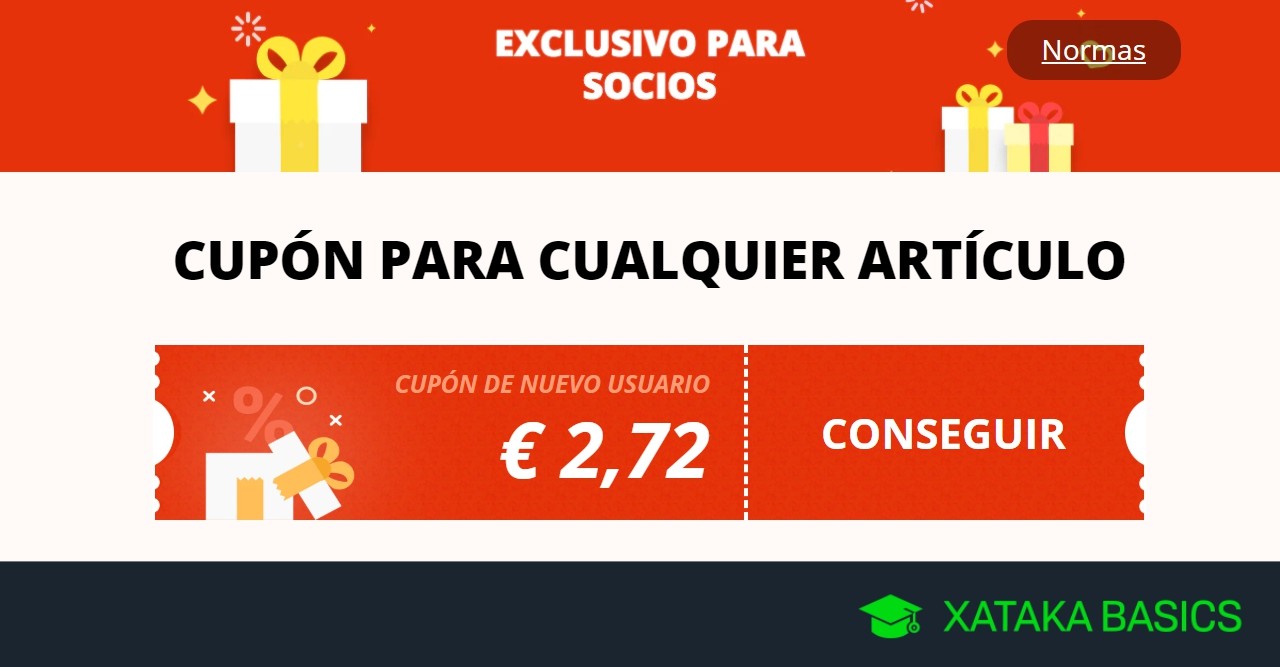 EXCLUSIVO PARA
SOCIOS
Normas
CUPÓN PARA CUALQUIER ARTÍCULO
%
CUPÓN DE NUEVO USUARIO
€ 2,72
CONSEGUIR
XATAKA BASICS